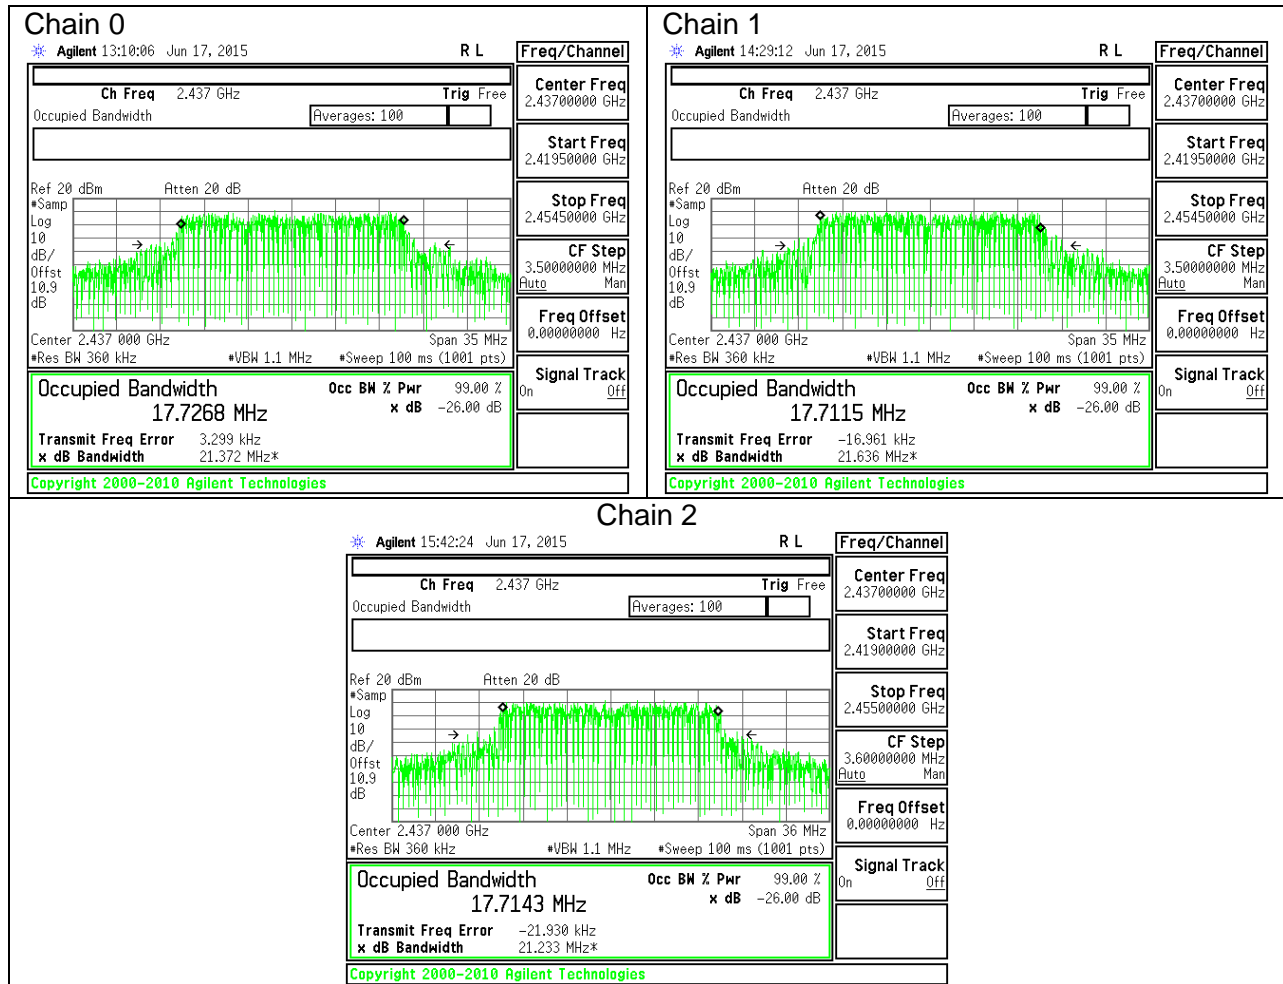 Chain 0
Agilent 13:10:06 Jun 17, 2015 R L Freq/Channel
Ch Freq 2.437 GHz Trig Free
Occupied Bandwidth Averages: 100
Center Freq
2.43700000 GHz
Start Freq
2.41950000 GHz
Stop Freq
2.45450000 GHz
CF Step
3.50000000 MHz
Auto Man
Freq Offset
0.00000000 Hz
Signal Track
On Off
Ref 20 dBm Atten 20 dB
#Samp
Log
10
dB/
Offst
10.9
dB
Center 2.437 000 GHz Span 35 MHz
#Res BW 360 kHz #VBW 1.1 MHz #Sweep 100 ms (1001 pts)
Occupied Bandwidth Occ BW % Pwr 99.00 %
17.7268 MHz x dB -26.00 dB
Transmit Freq Error 3.299 kHz
x dB Bandwidth 21.372 MHz*
Copyright 2000-2010 Agilent Technologies
Chain 1
Agilent 14:29:12 Jun 17, 2015 R L Freq/Channel
Ch Freq 2.437 GHz Trig Free
Occupied Bandwidth Averages: 100
Center Freq
2.43700000 GHz
Start Freq
2.41950000 GHz
Stop Freq
2.45450000 GHz
CF Step
3.50000000 MHz
Auto Man
Freq Offset
0.00000000 Hz
Signal Track
On Off
Ref 20 dBm Atten 20 dB
#Samp
Log
10
dB/
Offst
10.9
dB
Center 2.437 000 GHz Span 35 MHz
#Res BW 360 kHz #VBW 1.1 MHz #Sweep 100 ms (1001 pts)
Occupied Bandwidth Occ BW % Pwr 99.00 %
17.7115 MHz x dB -26.00 dB
Transmit Freq Error -16.961 kHz
x dB Bandwidth 21.636 MHz*
Copyright 2000-2010 Agilent Technologies
Chain 2
Agilent 15:42:24 Jun 17, 2015 R L Freq/Channel
Ch Freq 2.437 GHz Trig Free
Occupied Bandwidth Averages: 100
Center Freq
2.43700000 GHz
Start Freq
2.41900000 GHz
Stop Freq
2.45500000 GHz
CF Step
3.60000000 MHz
Auto Man
Freq Offset
0.00000000 Hz
Signal Track
On Off
Ref 20 dBm Atten 20 dB
#Samp
Log
10
dB/
Offst
10.9
dB
Center 2.437 000 GHz Span 36 MHz
#Res BW 360 kHz #VBW 1.1 MHz #Sweep 100 ms (1001 pts)
Occupied Bandwidth Occ BW % Pwr 99.00 %
17.7143 MHz x dB -26.00 dB
Transmit Freq Error -21.930 kHz
x dB Bandwidth 21.233 MHz*
Copyright 2000-2010 Agilent Technologies